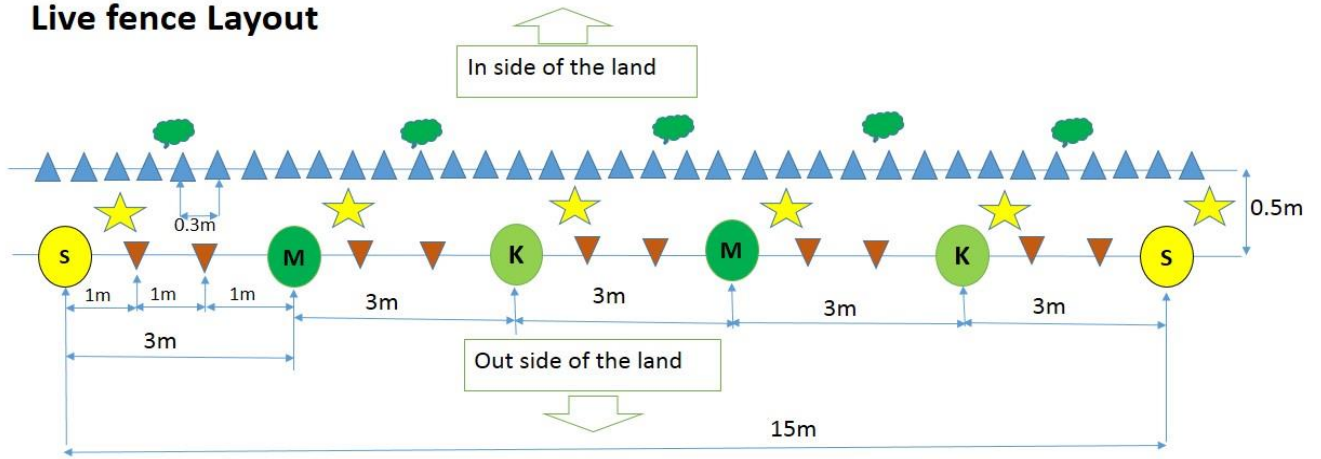 Live fence Layout
In side of the land
0.3m
0.5m
S
M
K
M
K
S
1m
1m
1m
3m
3m
3m
3m
3m
Out side of the land
15m